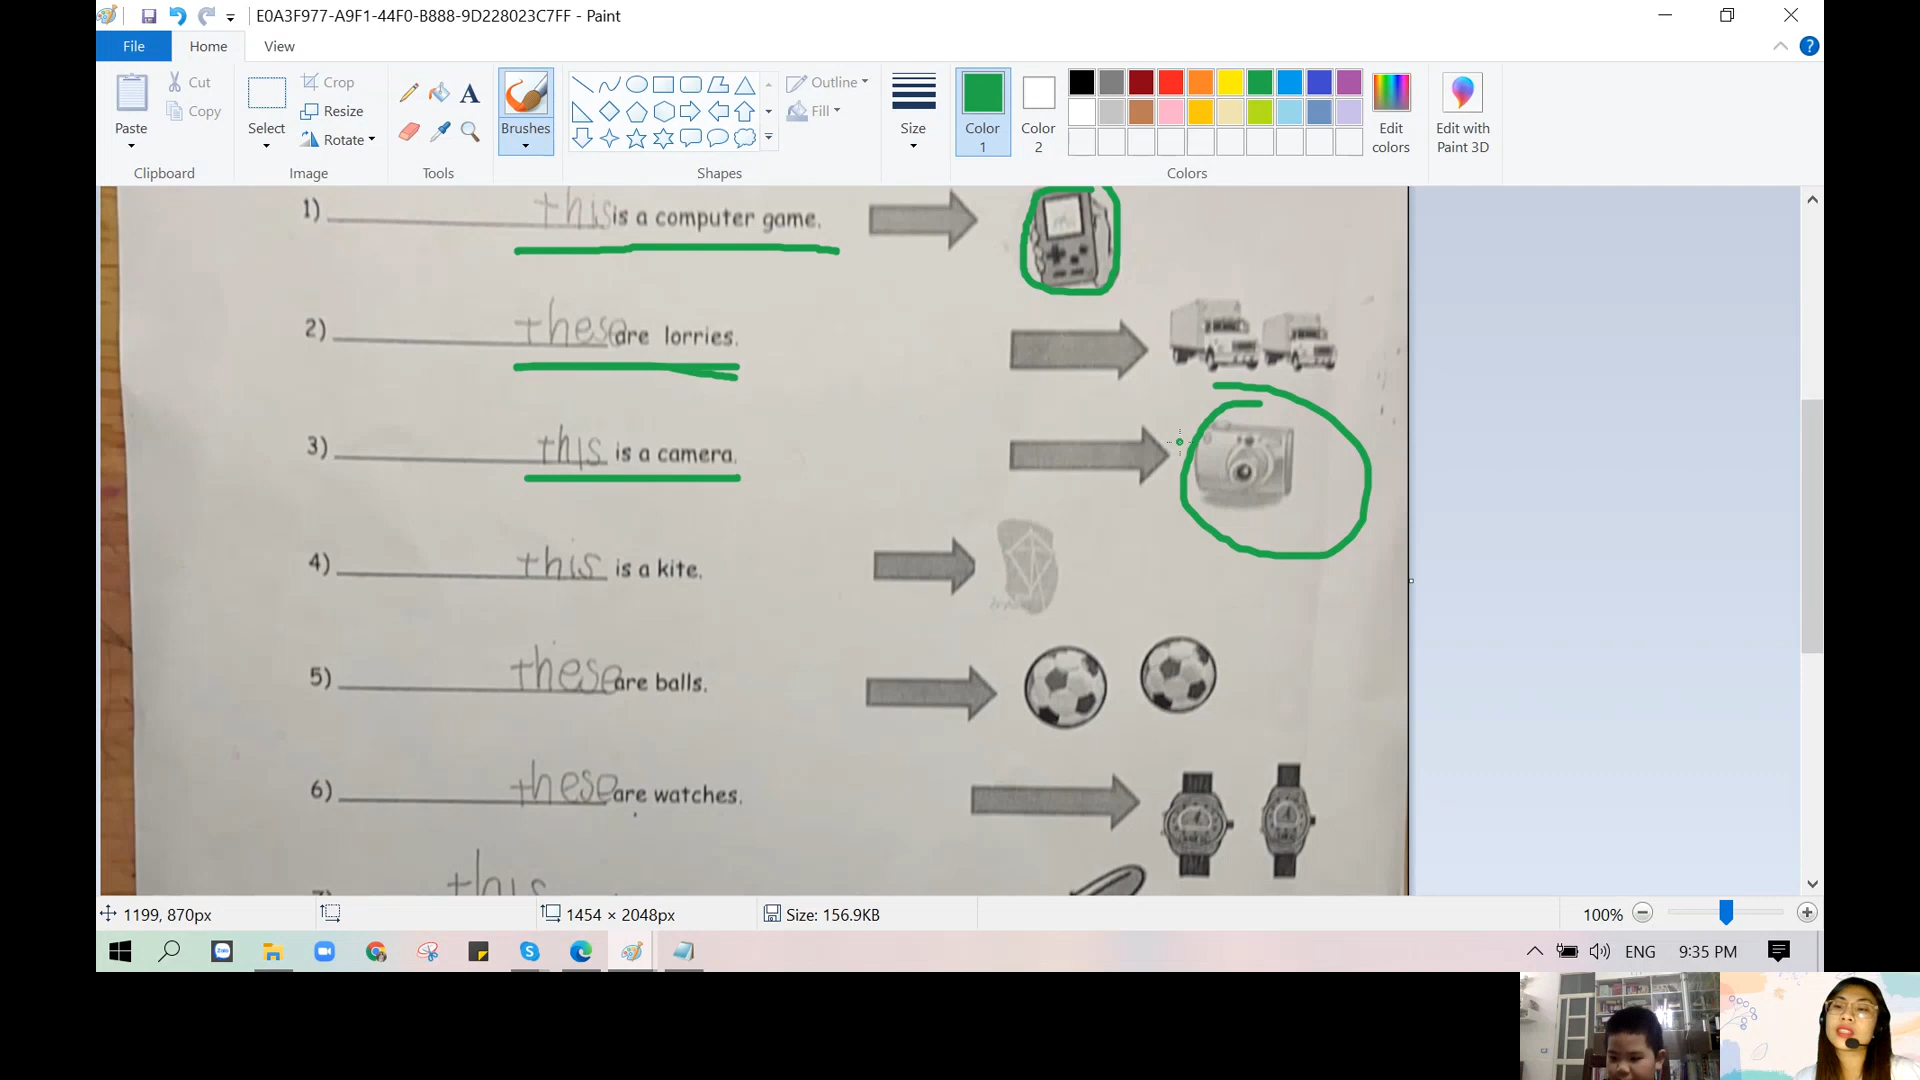 E0A3F977-A9F1-44F0-B888-9D228023C7FF - Paint
File Home View
Paste Cut Copy Clipboard
Select Crop Resize Rotate Image
Tools
Brushes
Outline Fill Shapes
Size
Color 1 Color 2 Edit colors Colors
Edit with Paint 3D
1) this is a computer game.
2) these are lorries.
3) this is a camera.
4) this is a kite.
5) these are balls.
6) these are watches.
this
1199, 870px 1454 × 2048px Size: 156.9KB 100%
Zalo ENG 9:35 PM